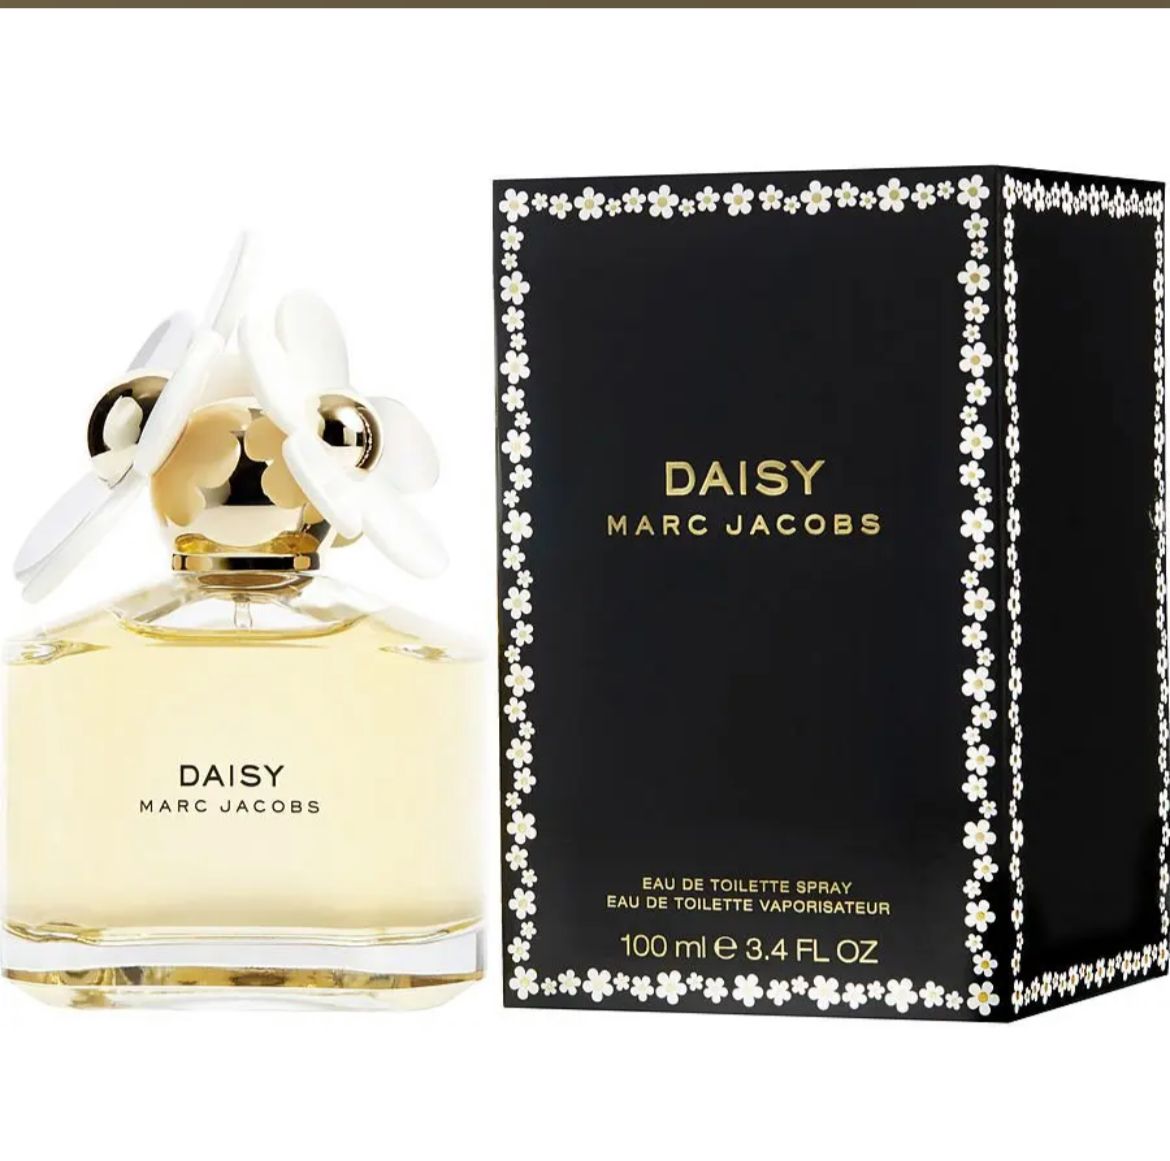 DAISY
MARC JACOBS
DAISY
MARC JACOBS
EAU DE TOILETTE SPRAY
EAU DE TOILETTE VAPORISATEUR
100 ml ℮ 3.4 FL OZ